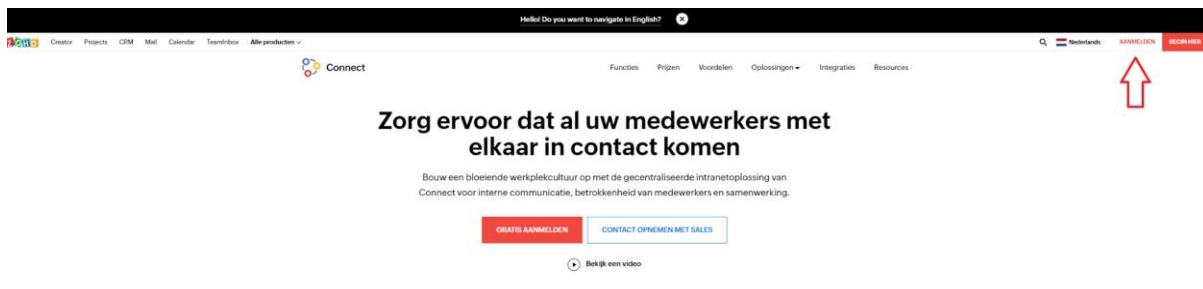 Hello! Do you want to navigate in English?
ZOHO Creator Projects CRM Mail Calendar TeamInbox Alle producten Nederlands AANMELDEN BEGIN HIER
Connect Functies Prijzen Voordelen Oplossingen Integraties Resources
Zorg ervoor dat al uw medewerkers met
elkaar in contact komen
Bouw een bloeiende werkplekcultuur op met de gecentraliseerde intranetoplossing van
Connect voor interne communicatie, betrokkenheid van medewerkers en samenwerking.
GRATIS AANMELDEN CONTACT OPNEMEN MET SALES
Bekijk een video